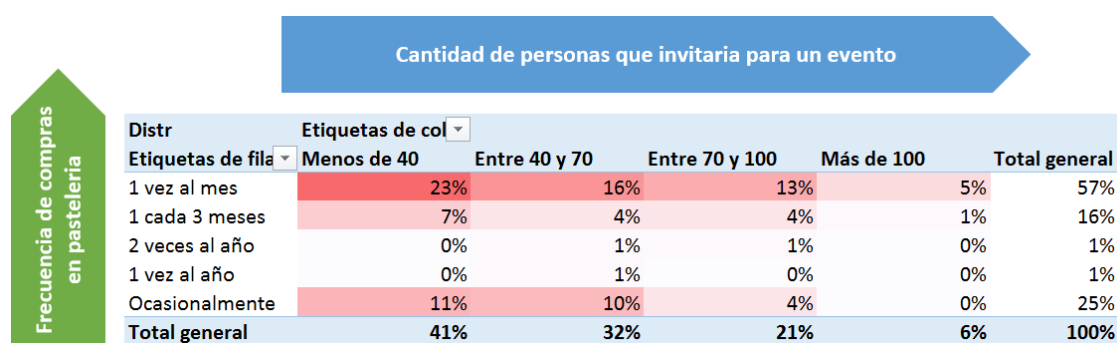 Cantidad de personas que invitaria para un evento
Frecuencia de compras
en pasteleria
Distr Etiquetas de col
Etiquetas de fila Menos de 40 Entre 40 y 70 Entre 70 y 100 Más de 100 Total general
1 vez al mes 23% 16% 13% 5% 57%
1 cada 3 meses 7% 4% 4% 1% 16%
2 veces al año 0% 1% 1% 0% 1%
1 vez al año 0% 1% 0% 0% 1%
Ocasionalmente 11% 10% 4% 0% 25%
Total general 41% 32% 21% 6% 100%